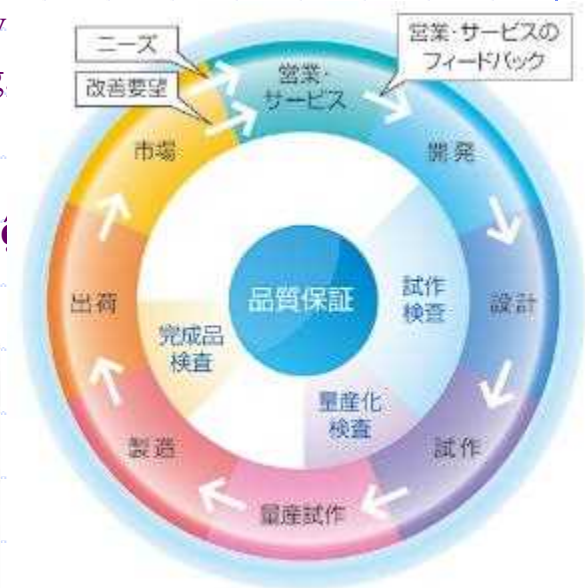 ニーズ
改善要望
営業・サービスの
フィードバック
営業・
サービス
市場
開発
出荷
品質保証
試作
検査
設計
完成品
検査
量産化
検査
製造
試作
量産試作